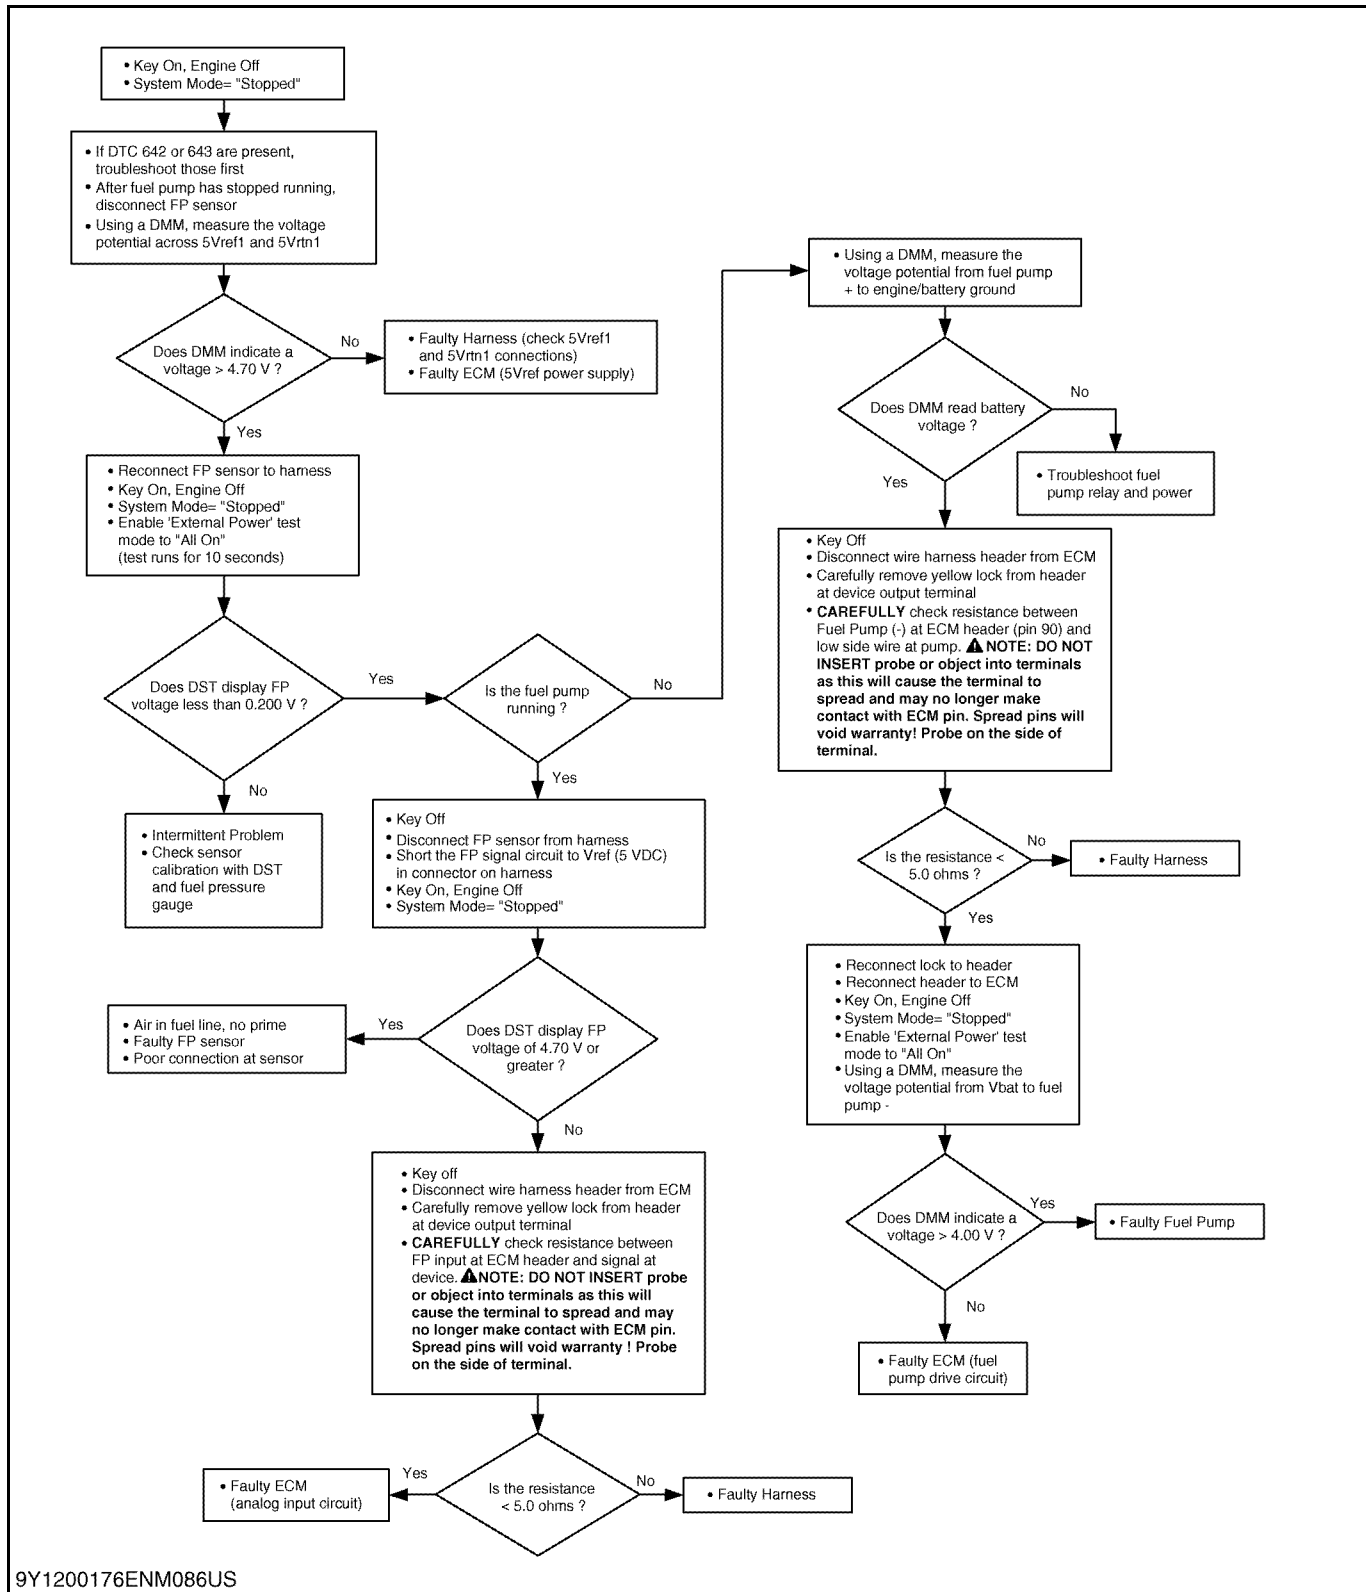 • Key On, Engine Off
• System Mode= "Stopped"
• If DTC 642 or 643 are present,
troubleshoot those first
• After fuel pump has stopped running,
disconnect FP sensor
• Using a DMM, measure the voltage
potential across 5Vref1 and 5Vrtn1
Does DMM indicate a
voltage > 4.70 V ?
No
• Faulty Harness (check 5Vref1
and 5Vrtn1 connections)
• Faulty ECM (5Vref power supply)
Yes
• Reconnect FP sensor to harness
• Key On, Engine Off
• System Mode= "Stopped"
• Enable 'External Power' test
mode to "All On"
(test runs for 10 seconds)
Does DST display FP
voltage less than 0.200 V ?
No
• Intermittent Problem
• Check sensor
calibration with DST
and fuel pressure
gauge
Yes
Is the fuel pump
running ?
Yes
• Key Off
• Disconnect FP sensor from harness
• Short the FP signal circuit to Vref (5 VDC)
in connector on harness
• Key On, Engine Off
• System Mode= "Stopped"
Does DST display FP
voltage of 4.70 V or
greater ?
Yes
• Air in fuel line, no prime
• Faulty FP sensor
• Poor connection at sensor
No
• Key off
• Disconnect wire harness header from ECM
• Carefully remove yellow lock from header
at device output terminal
• CAREFULLY check resistance between
FP input at ECM header and signal at
device. ⚠NOTE: DO NOT INSERT probe
or object into terminals as this will
cause the terminal to spread and may
no longer make contact with ECM pin.
Spread pins will void warranty ! Probe
on the side of terminal.
Is the resistance
< 5.0 ohms ?
Yes
• Faulty ECM
(analog input circuit)
No
• Faulty Harness
No
• Using a DMM, measure the
voltage potential from fuel pump
+ to engine/battery ground
Does DMM read battery
voltage ?
No
• Troubleshoot fuel
pump relay and power
Yes
• Key Off
• Disconnect wire harness header from ECM
• Carefully remove yellow lock from header
at device output terminal
• CAREFULLY check resistance between
Fuel Pump (-) at ECM header (pin 90) and
low side wire at pump. ⚠ NOTE: DO NOT
INSERT probe or object into terminals
as this will cause the terminal to
spread and may no longer make
contact with ECM pin. Spread pins will
void warranty! Probe on the side of
terminal.
Is the resistance <
5.0 ohms ?
No
• Faulty Harness
Yes
• Reconnect lock to header
• Reconnect header to ECM
• Key On, Engine Off
• System Mode= "Stopped"
• Enable 'External Power' test
mode to "All On"
• Using a DMM, measure the
voltage potential from Vbat to fuel
pump -
Does DMM indicate a
voltage > 4.00 V ?
Yes
• Faulty Fuel Pump
No
• Faulty ECM (fuel
pump drive circuit)
9Y1200176ENM086US